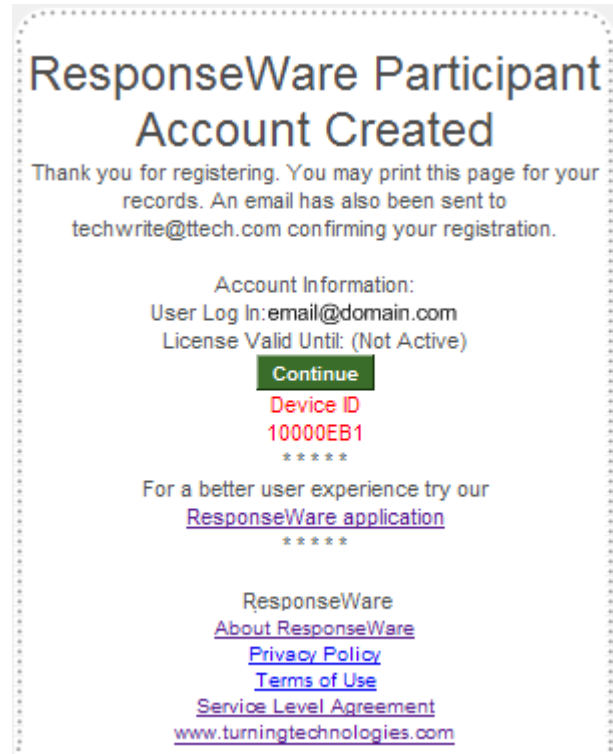 ResponseWare Participant
Account Created
Thank you for registering. You may print this page for your
records. An email has also been sent to
techwrite@ttech.com confirming your registration.
Account Information:
User Log In:email@domain.com
License Valid Until: (Not Active)
Continue
Device ID
10000EB1
* * * * *
For a better user experience try our
ResponseWare application
* * * * *
ResponseWare
About ResponseWare
Privacy Policy
Terms of Use
Service Level Agreement
www.turningtechnologies.com